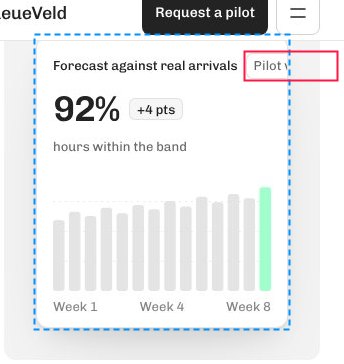 eueVeld
Request a pilot
Forecast against real arrivals
Pilot
92%
+4 pts
hours within the band
Week 1
Week 4
Week 8